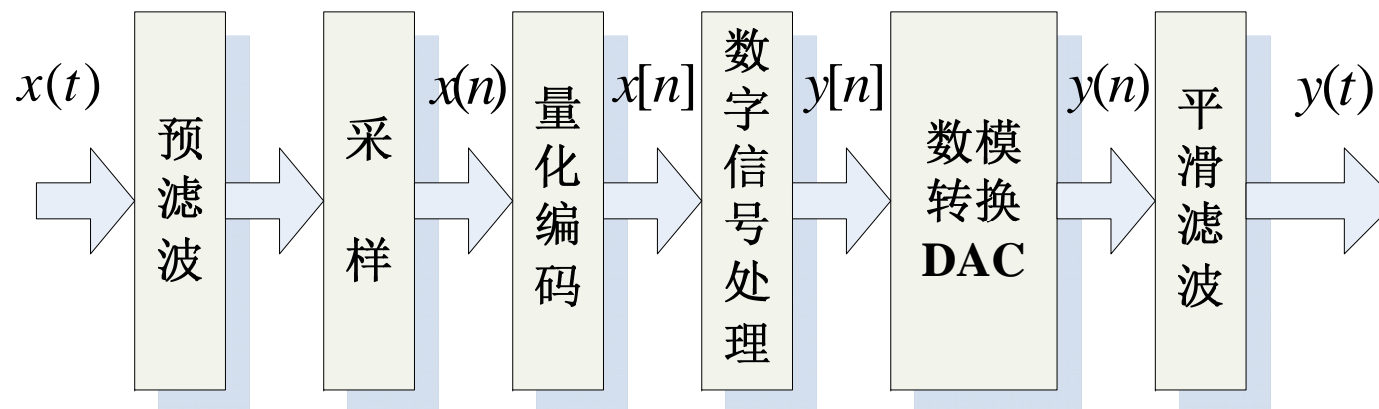 x(t)
预滤波
采样
x(n)
量化编码
x[n]
数字信号处理
y[n]
数模
转换
DAC
y(n)
平滑滤波
y(t)